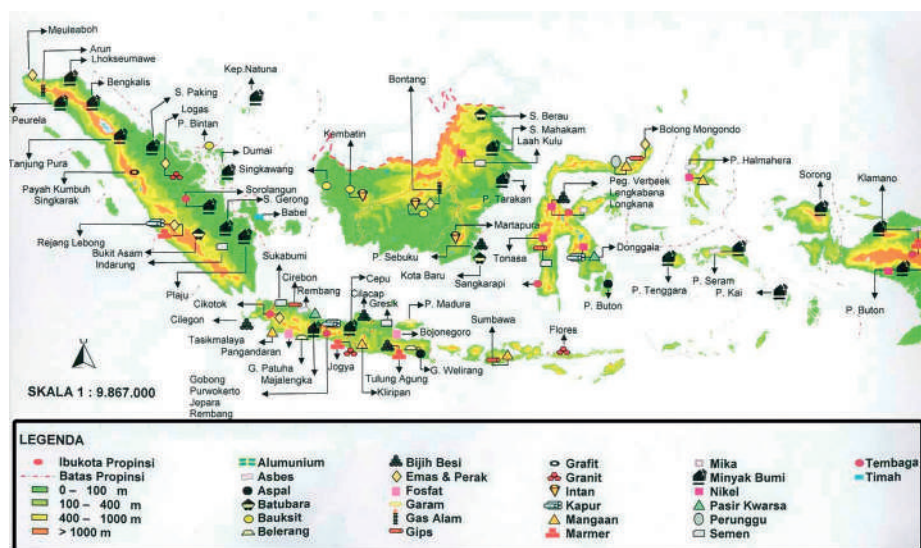 Meuleaboh
Arun
Lhokseumawe
Bengkalis
Peurela
Tanjung Pura
Payah Kumbuh
Singkarak
Rejang Lebong
Bukit Asam
Indarung
Plaju
S. Paking
Logas
P. Bintan
Kep.Natuna
Dumai
Singkawang
Sorolangun
S. Gerong
Babel
Kembatin
Bontang
S. Berau
S. Mahakam
Laah Kulu
P. Tarakan
Martapura
P. Sebuku
Kota Baru
Sangkarapi
Tonasa
Bolong Mongondo
Peg. Verbeek
Lengkabana
Longkana
Donggala
P. Buton
P. Halmahera
P. Tenggara
P. Seram
P. Kai
Sorong
Klamano
P. Buton
Sukabumi
Cirebon
Rembang
Cepu
Cilacap
Gresik
P. Madura
Cikotok
Cilegon
Tasikmalaya
Pangandaran
G. Patuha
Majalengka
Gobong
Purwokerto
Jepara
Rembang
Jogya
Kliripan
Tulung Agung
Bojonegoro
G. Welirang
Sumbawa
Flores
SKALA 1 : 9.867.000
LEGENDA
Ibukota Propinsi
Batas Propinsi
0 – 100 m
100 – 400 m
400 – 1000 m
> 1000 m
Alumunium
Asbes
Aspal
Batubara
Bauksit
Belerang
Bijih Besi
Emas & Perak
Fosfat
Garam
Gas Alam
Gips
Grafit
Granit
Intan
Kapur
Mangaan
Marmer
Mika
Minyak Bumi
Nikel
Pasir Kwarsa
Perunggu
Semen
Tembaga
Timah